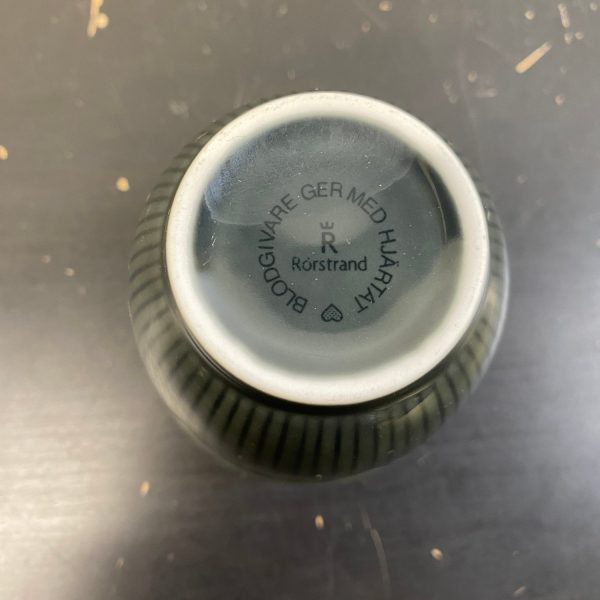 BLODGIVARE GER MED HJÄRTAT
R
Rörstrand